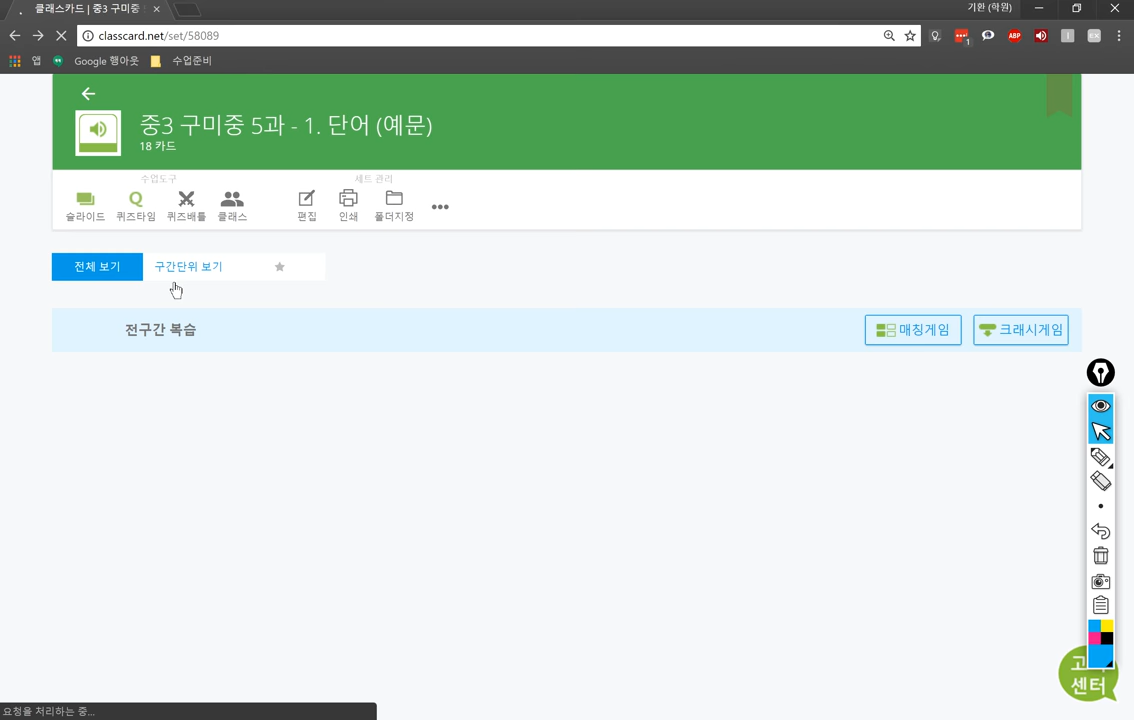 클래스카드 | 중3 구미중
기환 (학원)
classcard.net/set/58089
1
ABP
앱
Google 행아웃
수업준비
중3 구미중 5과 - 1. 단어 (예문)
18 카드
수업도구
세트 관리
슬라이드
퀴즈타임
퀴즈배틀
클래스
편집
인쇄
폴더지정
전체 보기
구간단위 보기
전구간 복습
매칭게임
크래시게임
센터
요청을 처리하는 중...